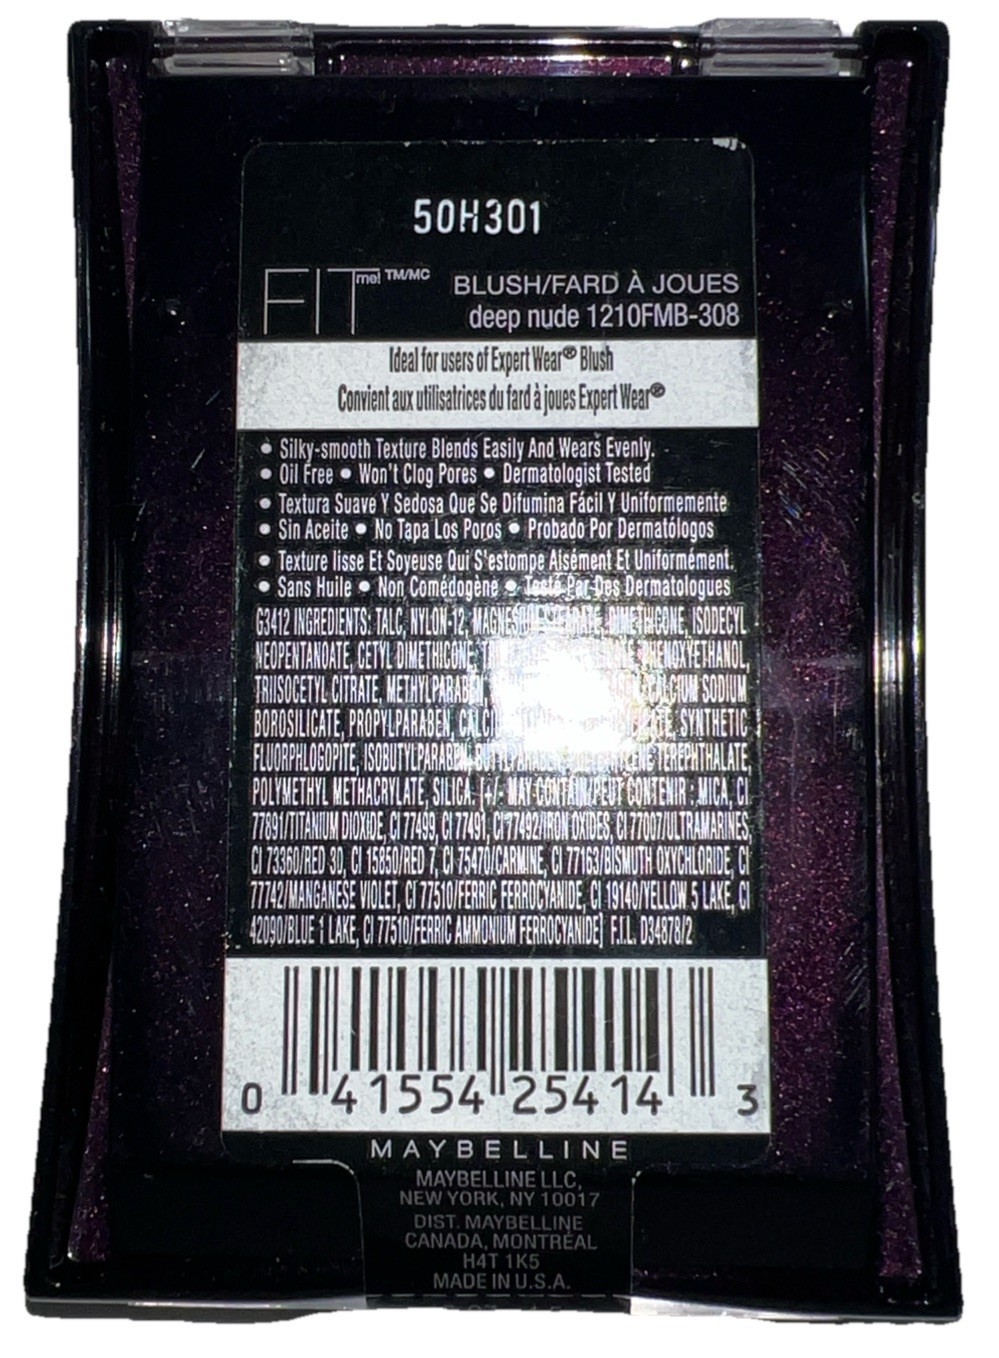 50H301
FIT me! TM/MC
BLUSH/FARD À JOUES
deep nude 1210FMB-308
Ideal for users of Expert Wear® Blush
Convient aux utilisatrices du fard à joues Expert Wear®
• Silky-smooth Texture Blends Easily And Wears Evenly.
• Oil Free • Won't Clog Pores • Dermatologist Tested
• Textura Suave Y Sedosa Que Se Difumina Fácil Y Uniformemente
• Sin Aceite • No Tapa Los Poros • Probado Por Dermatólogos
• Texture lisse Et Soyeuse Qui S'estompe Aisément Et Uniformément.
• Sans Huile • Non Comédogène • Testé Par Des Dermatologues
G3412 INGREDIENTS: TALC, NYLON-12, MAGNESIUM STEARATE, DIMETHICONE, ISODECYL
NEOPENTANOATE, CETYL DIMETHICONE, PHENOXYETHANOL,
TRIISOCETYL CITRATE, METHYLPARABEN CALCIUM SODIUM
BOROSILICATE, PROPYLPARABEN, SYNTHETIC
FLUORPHLOGOPITE, ISOBUTYLPARABEN, TEREPHTHALATE,
POLYMETHYL METHACRYLATE, SILICA. [+/- MAY CONTAIN/PEUT CONTENIR : MICA, CI
77891/TITANIUM DIOXIDE, CI 77499, CI 77491, CI 77492/IRON OXIDES, CI 77007/ULTRAMARINES,
CI 73360/RED 30, CI 15850/RED 7, CI 75470/CARMINE, CI 77163/BISMUTH OXYCHLORIDE, CI
77742/MANGANESE VIOLET, CI 77510/FERRIC FERROCYANIDE, CI 19140/YELLOW 5 LAKE, CI
42090/BLUE 1 LAKE, CI 77510/FERRIC AMMONIUM FERROCYANIDE] F.I.L. D34878/2
0 41554 25414 3
MAYBELLINE
MAYBELLINE LLC,
NEW YORK, NY 10017
DIST. MAYBELLINE
CANADA, MONTRÉAL
H4T 1K5
MADE IN U.S.A.